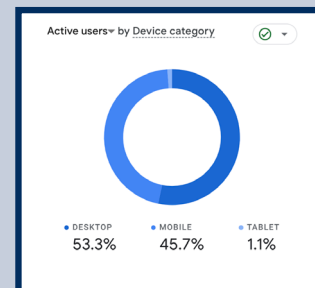 Active users by Device category
DESKTOP MOBILE TABLET
53.3% 45.7% 1.1%